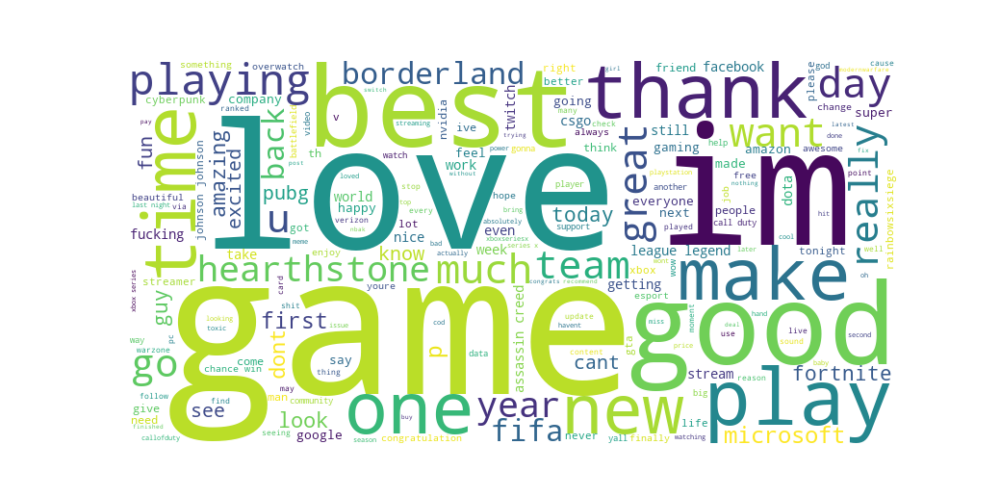 playing
overwatch
borderland
best
something
right
girl
friend
facebook
god
cause
modernwarfare
cyberpunk
company
switch
better
thank
day
please
ranked
battlefield
video
v
nvidia
twitch
going
many
csgo
check
gaming
amazon
change
super
pay
streaming
trying
ive
always
still
want
latest
done
fix
time
fun
amazing
excited
back
th
watch
feel
power
gonna
think
great
help
made
awesome
really
love
im
pubg
work
without
playstation
free
point
beautiful
post
loved
stop
player
another
job
nothing
dota
last night
via
johnson johnson
u
world
happy
top
every
hope
bring
today
everyone
next
people
hit
rainbowsixsiege
fucking
got
verizon
lot
absolutely
support
played
call duty
cool
meme
nbak
nice
bad
xboxseriesx
even
league legend
later
tonight
take
enjoy
know
actually
week
series x
well
streamer
hearthstone
much
team
getting
xbox
wow
make
oh
xbox series
card
youre
congrats
recommend
esport
guy
shit
game
good
looking
first
cod
update
miss
moment
deal
hand
toxic
issue
p
gta
use
live
second
way
pc
dont
sound
warzone
go
come
say
data
assassin creed
content
cant
price
chance win
thing
stream
reason
baby
fortnite
see
find
may
man
community
big
follow
give
one
year
new
play
need
look
buy
life
finished
callofduty
seeing
google
season
congratulation
fifa
never
yall
finally
watching
microsoft